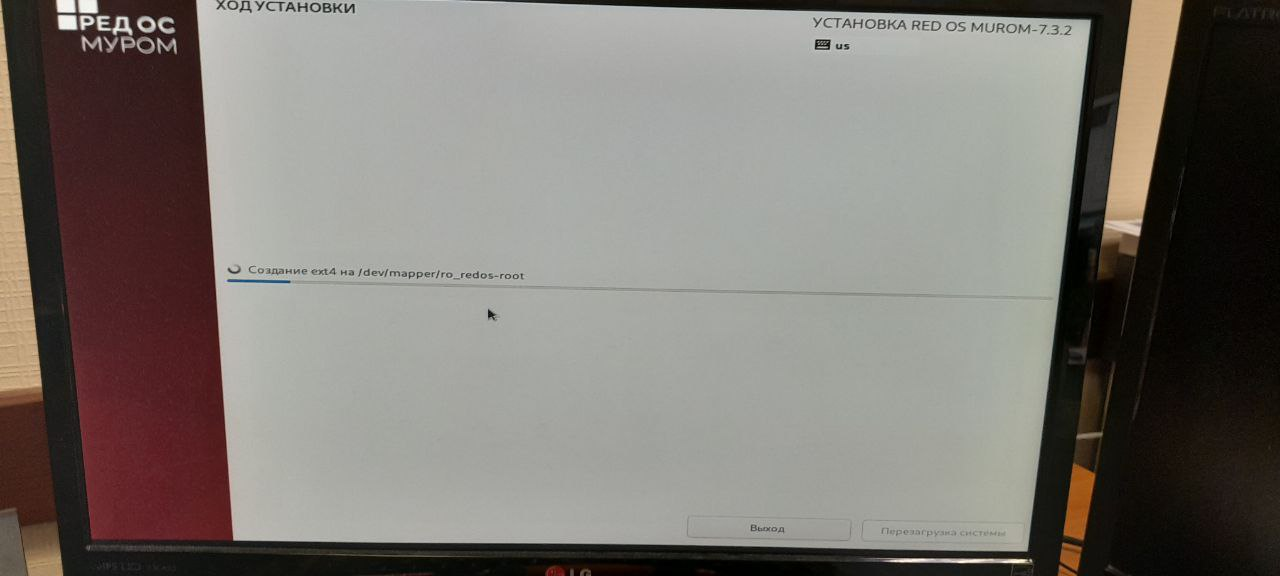 РЕД ОС
МУРОМ
ХОД УСТАНОВКИ
УСТАНОВКА RED OS MUROM-7.3.2
us
Создание ext4 на /dev/mapper/ro_redos-root
Выход
Перезагрузка системы
LG